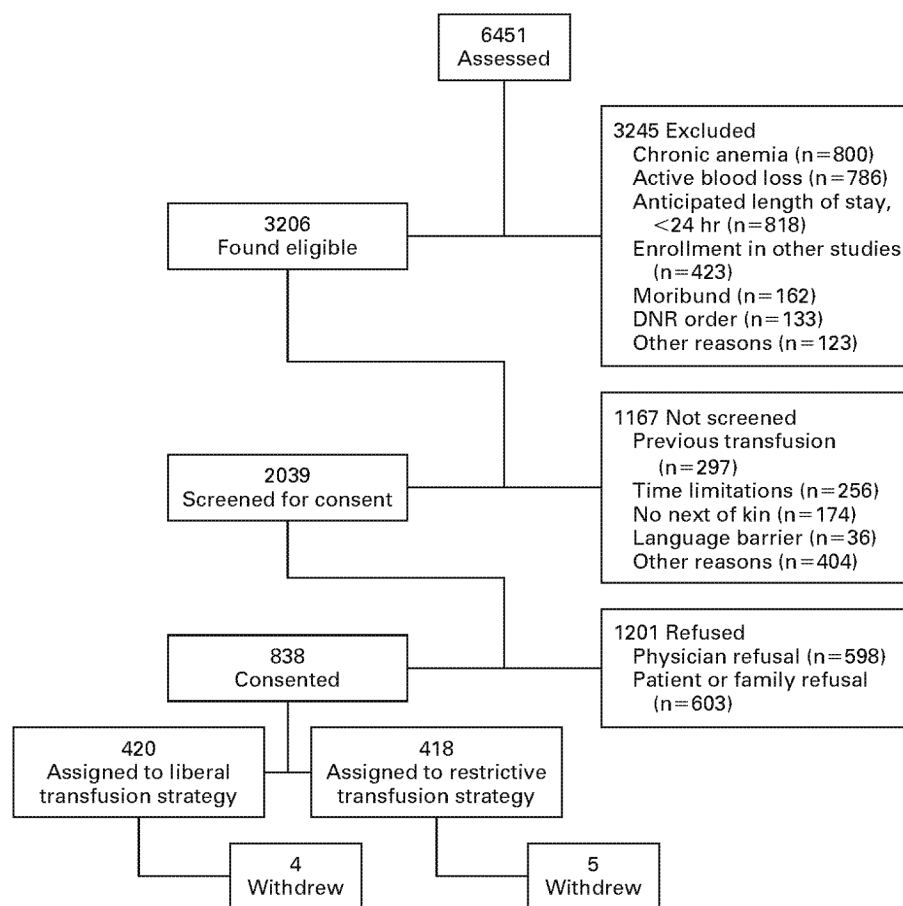 6451
Assessed
3245 Excluded
Chronic anemia (n=800)
Active blood loss (n=786)
Anticipated length of stay,
<24 hr (n=818)
Enrollment in other studies
(n=423)
Moribund (n=162)
DNR order (n=133)
Other reasons (n=123)
3206
Found eligible
1167 Not screened
Previous transfusion
(n=297)
Time limitations (n=256)
No next of kin (n=174)
Language barrier (n=36)
Other reasons (n=404)
2039
Screened for consent
1201 Refused
Physician refusal (n=598)
Patient or family refusal
(n=603)
838
Consented
420
Assigned to liberal
transfusion strategy
418
Assigned to restrictive
transfusion strategy
4
Withdrew
5
Withdrew